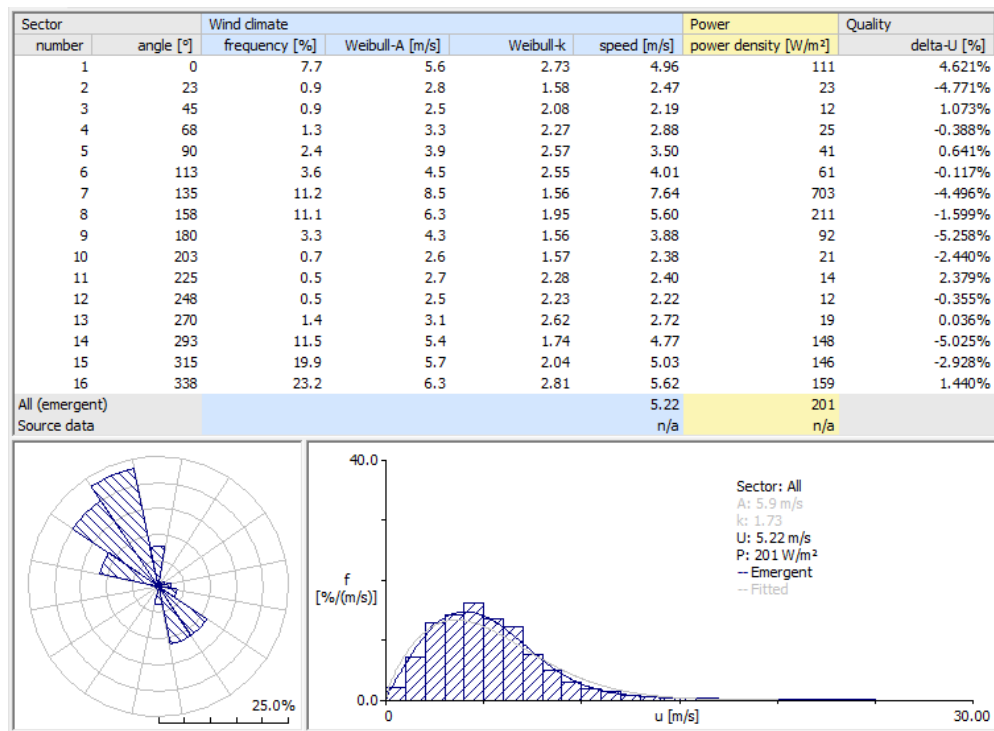 Sector Wind climate Power Quality
number angle [°] frequency [%] Weibull-A [m/s] Weibull-k speed [m/s] power density [W/m²] delta-U [%]
1 0 7.7 5.6 2.73 4.96 111 4.621%
2 23 0.9 2.8 1.58 2.47 23 -4.771%
3 45 0.9 2.5 2.08 2.19 12 1.073%
4 68 1.3 3.3 2.27 2.88 25 -0.388%
5 90 2.4 3.9 2.57 3.50 41 0.641%
6 113 3.6 4.5 2.55 4.01 61 -0.117%
7 135 11.2 8.5 1.56 7.64 703 -4.496%
8 158 11.1 6.3 1.95 5.60 211 -1.599%
9 180 3.3 4.3 1.56 3.88 92 -5.258%
10 203 0.7 2.6 1.57 2.38 21 -2.440%
11 225 0.5 2.7 2.28 2.40 14 2.379%
12 248 0.5 2.5 2.23 2.22 12 -0.355%
13 270 1.4 3.1 2.62 2.72 19 0.036%
14 293 11.5 5.4 1.74 4.77 148 -5.025%
15 315 19.9 5.7 2.04 5.03 146 -2.928%
16 338 23.2 6.3 2.81 5.62 159 1.440%
All (emergent) 5.22 201
Source data n/a n/a
25.0%
40.0
f
[%/(m/s)]
0.0
0 u [m/s] 30.00
Sector: All
A: 5.9 m/s
k: 1.73
U: 5.22 m/s
P: 201 W/m²
-- Emergent
-- Fitted